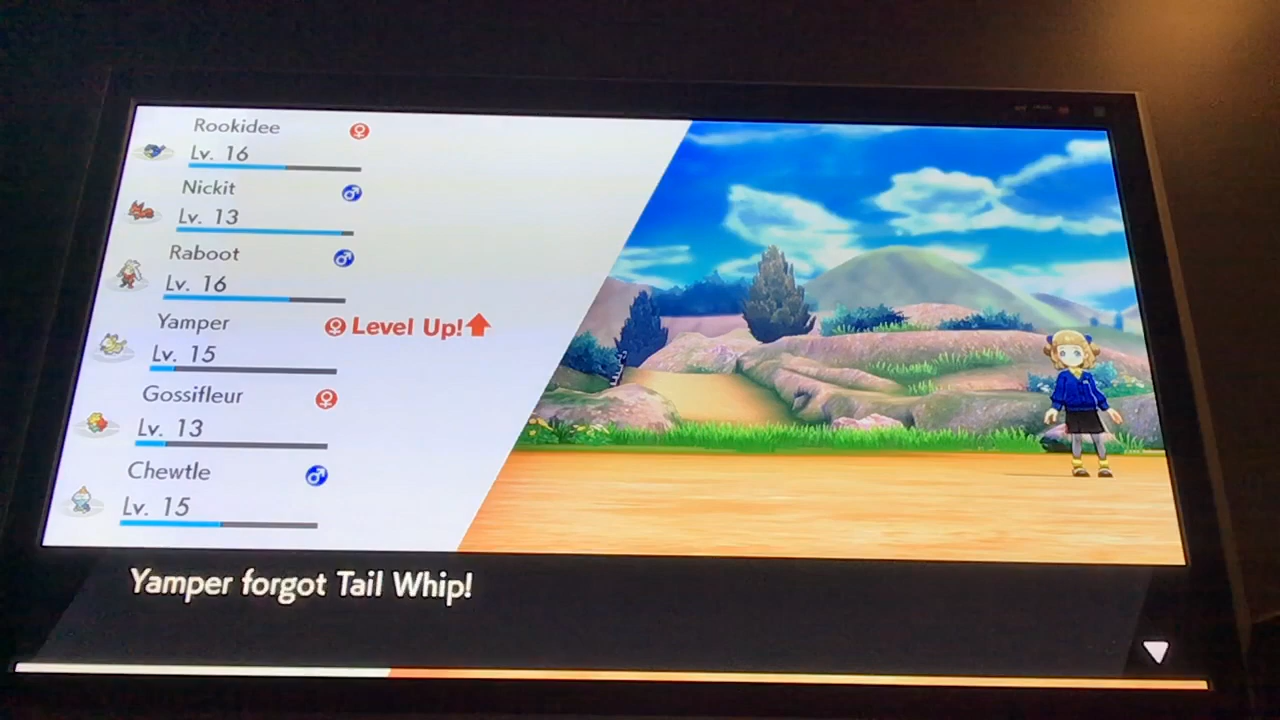 Rookidee ♀
Lv. 16
Nickit ♂
Lv. 13
Raboot ♂
Lv. 16
Yamper ♀ Level Up!
Lv. 15
Gossifleur ♀
Lv. 13
Chewtle ♂
Lv. 15
Yamper forgot Tail Whip!